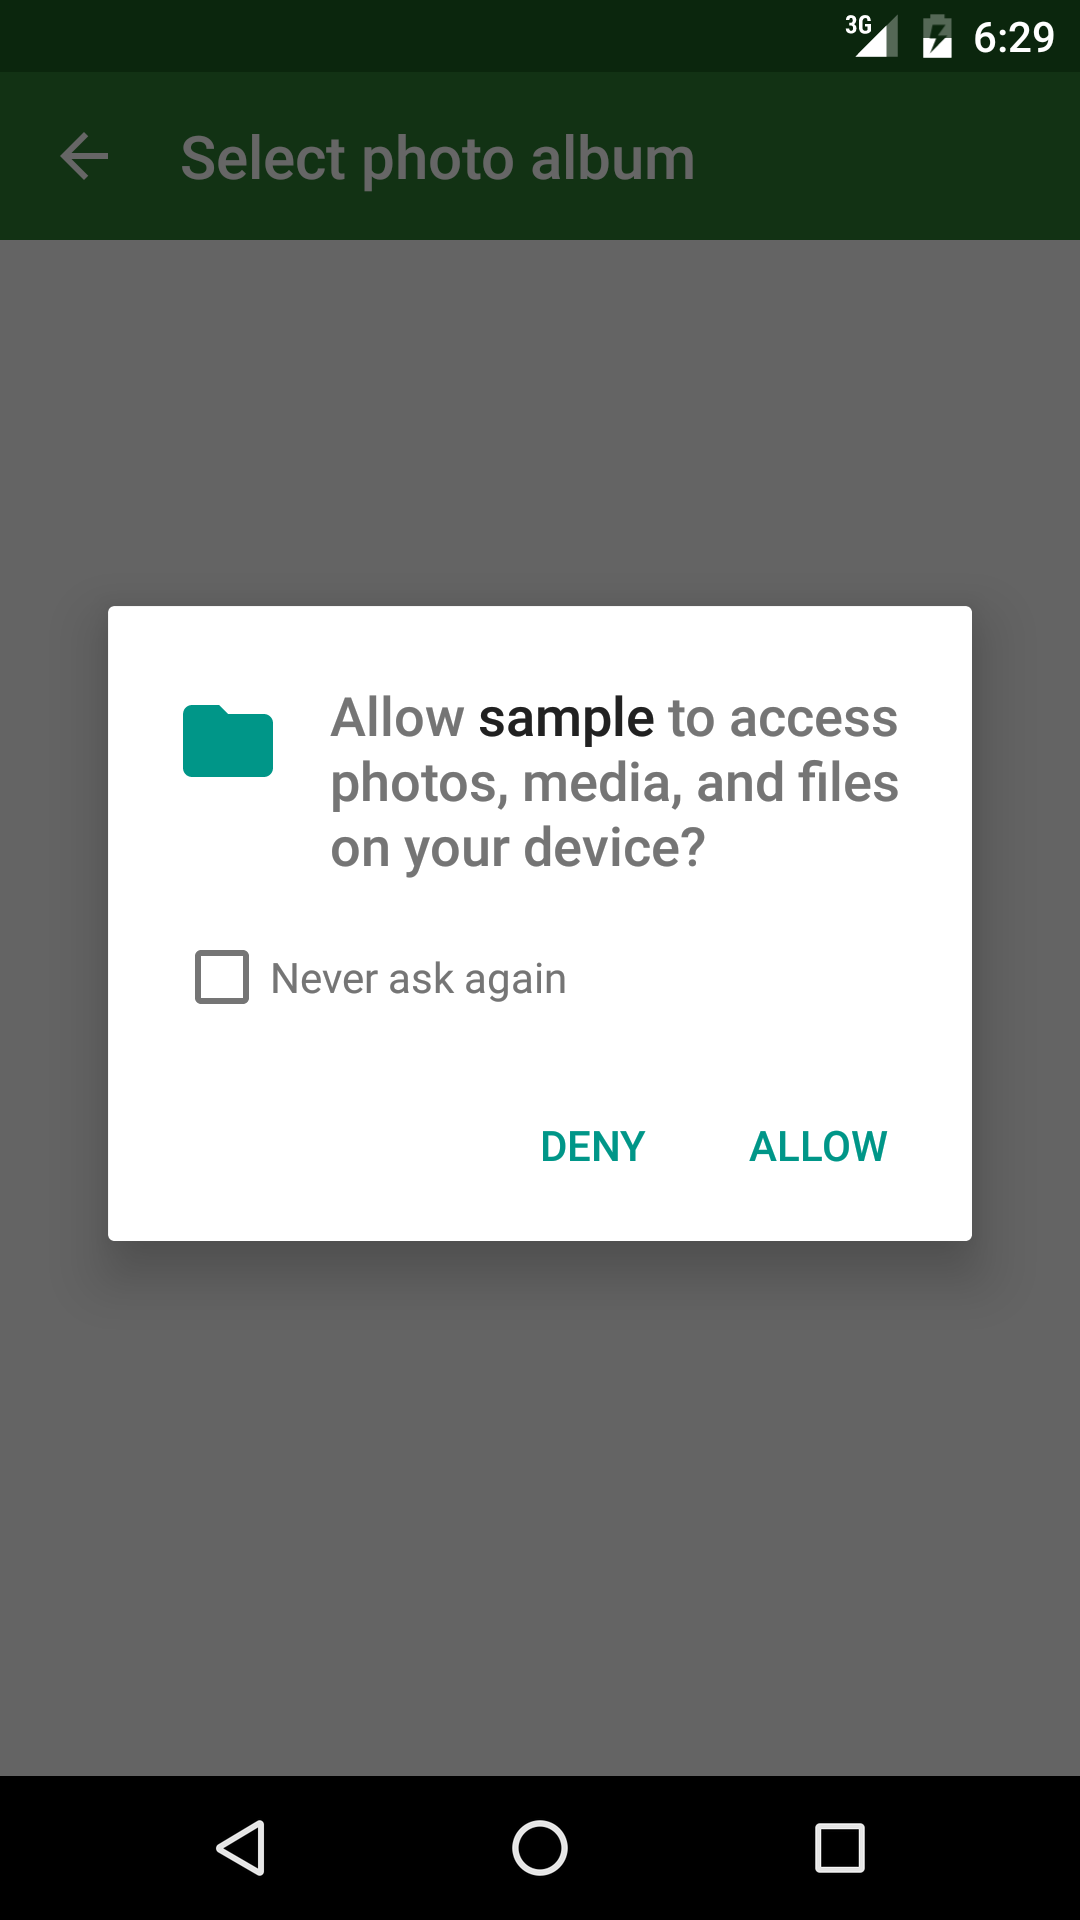 3G 6:29
Select photo album
Allow sample to access
photos, media, and files
on your device?
Never ask again
DENY ALLOW